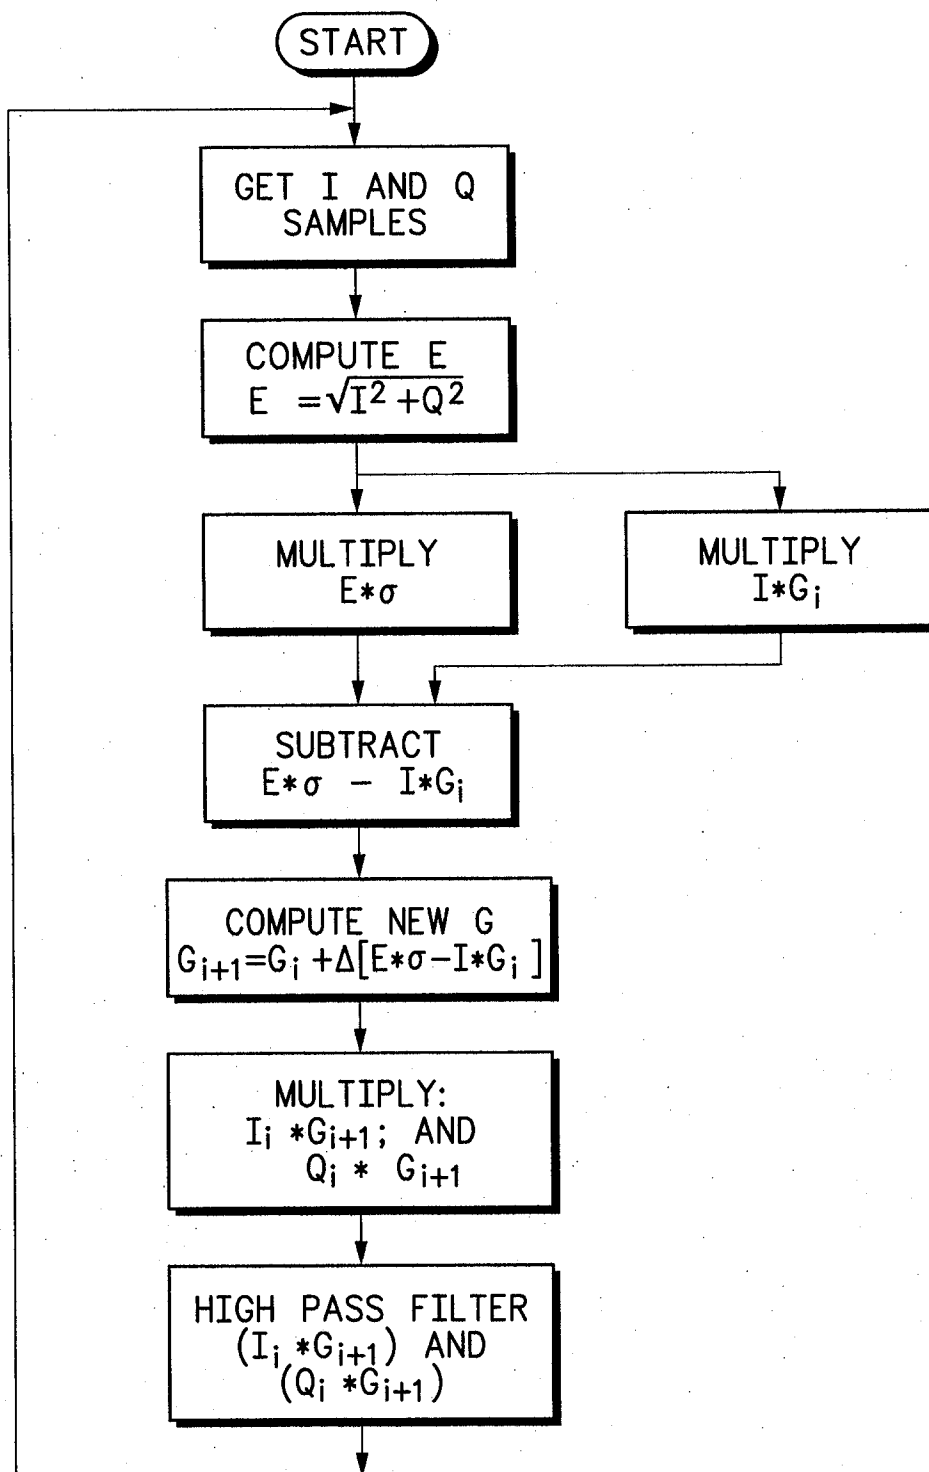 START
GET I AND Q
SAMPLES
COMPUTE E
E =√I² +Q²
MULTIPLY
E*σ
MULTIPLY
I*Gᵢ
SUBTRACT
E*σ - I*Gᵢ
COMPUTE NEW G
Gᵢ₊₁=Gᵢ +Δ[E*σ-I*Gᵢ ]
MULTIPLY:
Iᵢ *Gᵢ₊₁; AND
Qᵢ * Gᵢ₊₁
HIGH PASS FILTER
(Iᵢ *Gᵢ₊₁) AND
(Qᵢ *Gᵢ₊₁)